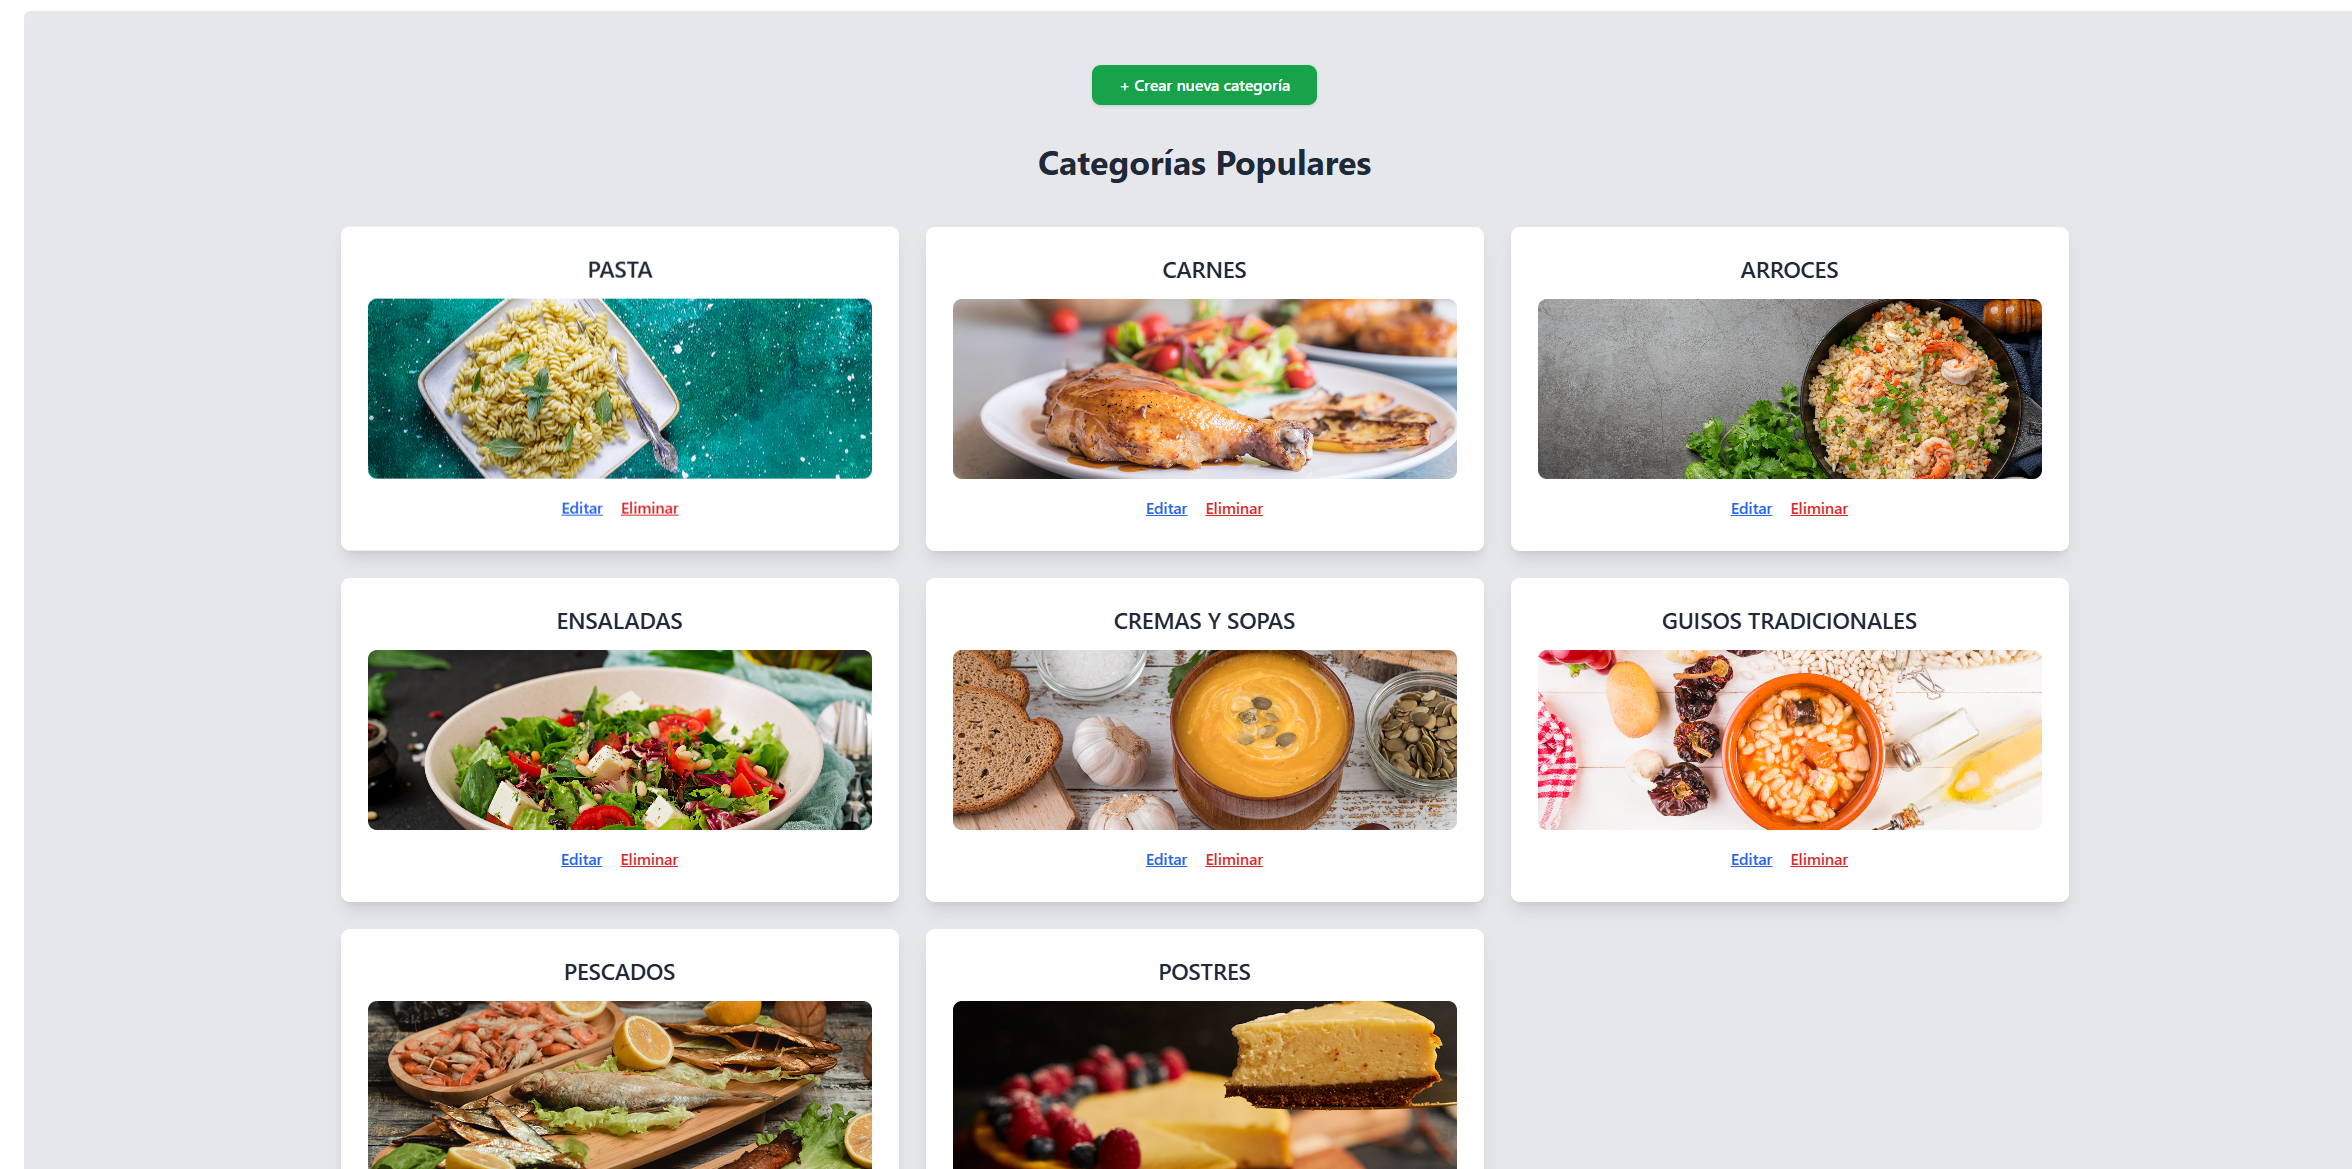 + Crear nueva categoría
Categorías Populares
PASTA
Editar Eliminar
CARNES
Editar Eliminar
ARROCES
Editar Eliminar
ENSALADAS
Editar Eliminar
CREMAS Y SOPAS
Editar Eliminar
GUISOS TRADICIONALES
Editar Eliminar
PESCADOS
POSTRES